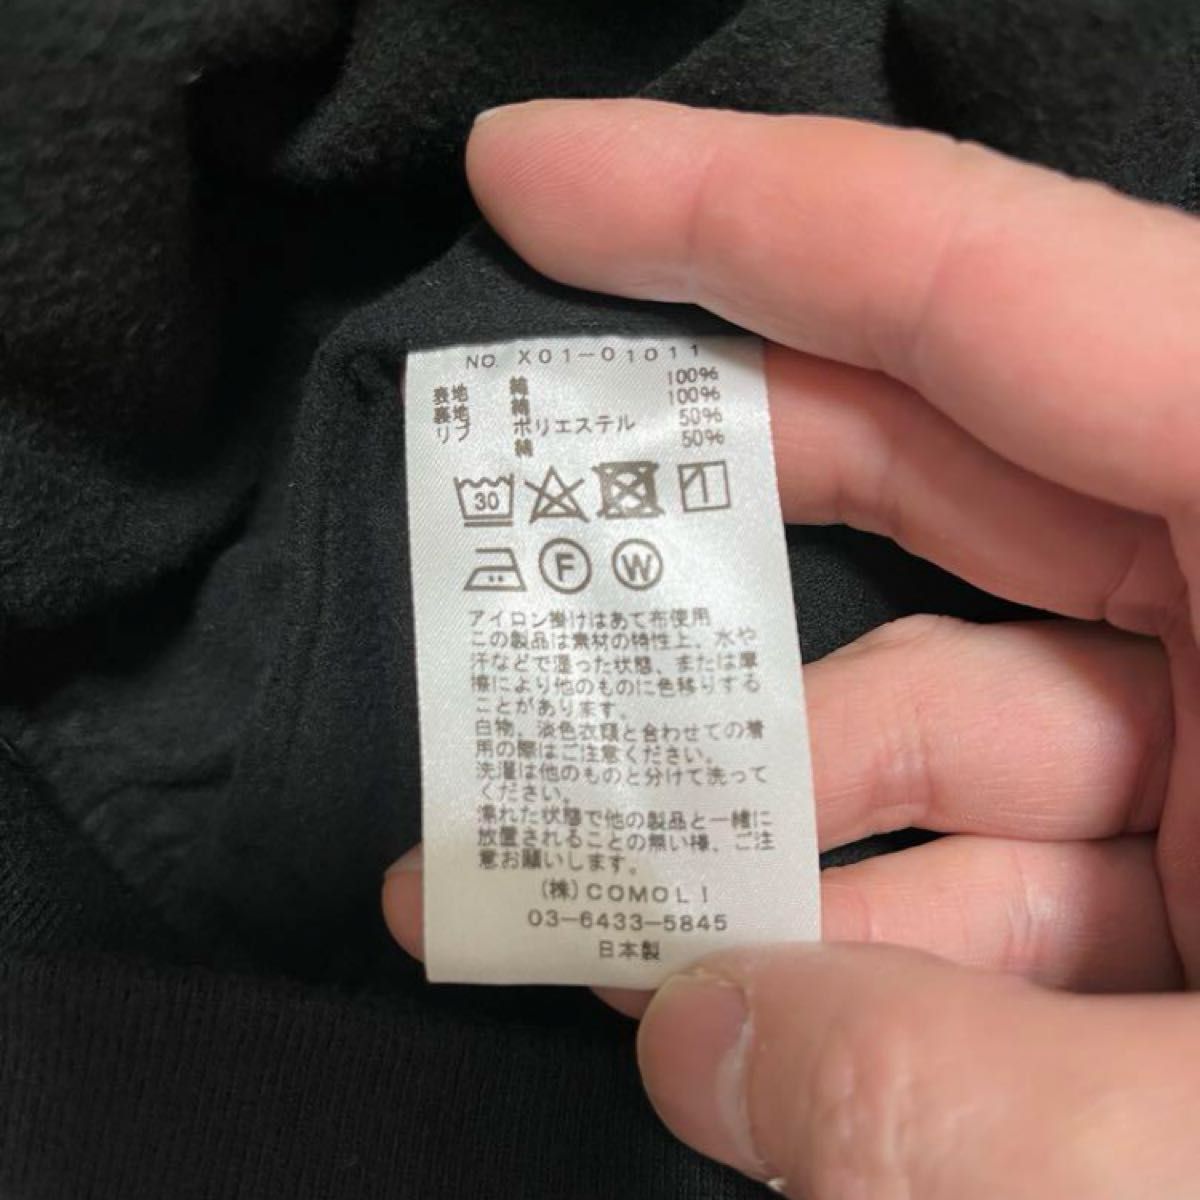 NO. X01-01011
表地 綿 100%
裏地 綿 100%
リブ ポリエステル 50%
綿 50%
30
F W
アイロン掛けはあて布使用
この製品は素材の特性上、水や
汗などで湿った状態、または摩
擦により他のものに色移りする
ことがあります。
白物、淡色衣類と合わせての着
用の際はご注意ください。
洗濯は他のものと分けて洗って
ください。
濡れた状態で他の製品と一緒に
放置されることの無い様、ご注
意お願いします。
(株)COMOLI
03-6433-5845
日本製